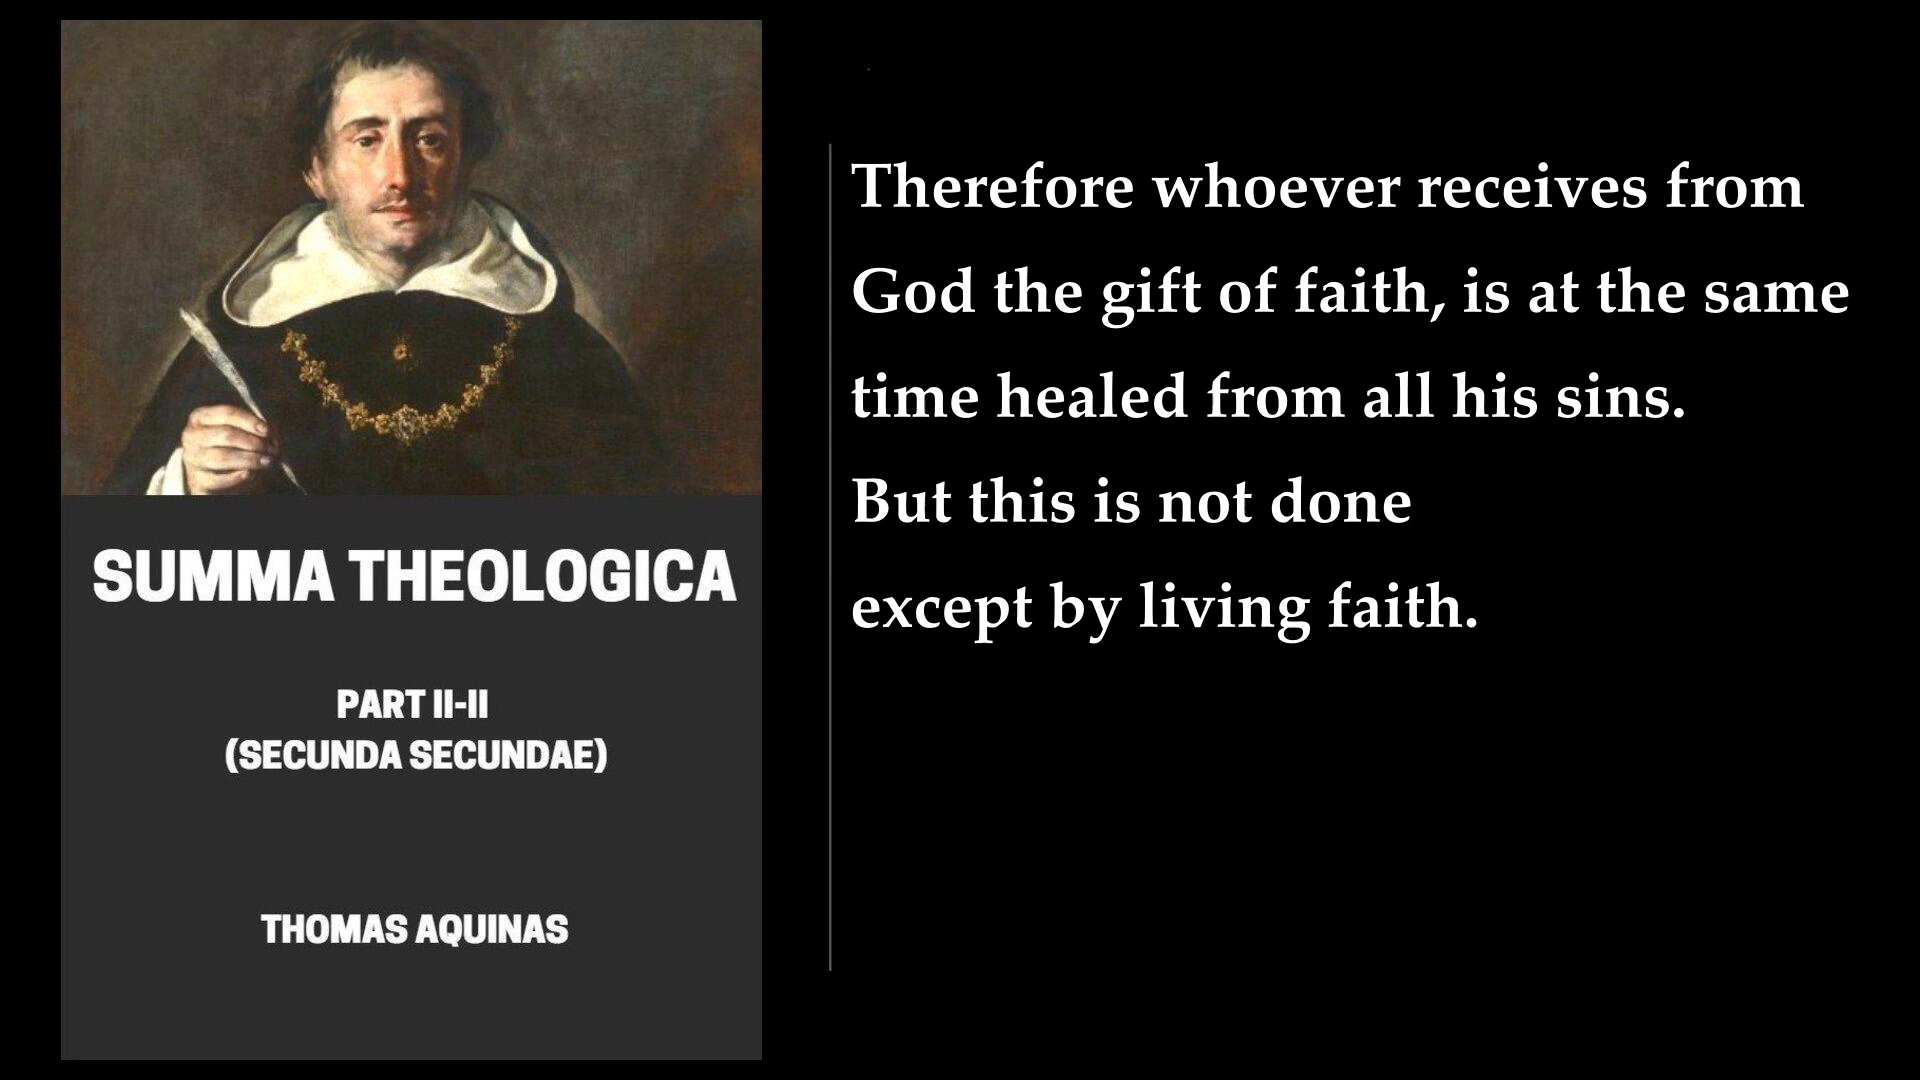 SUMMA THEOLOGICA
PART II-II
(SECUNDA SECUNDAE)
THOMAS AQUINAS
Therefore whoever receives from
God the gift of faith, is at the same
time healed from all his sins.
But this is not done
except by living faith.